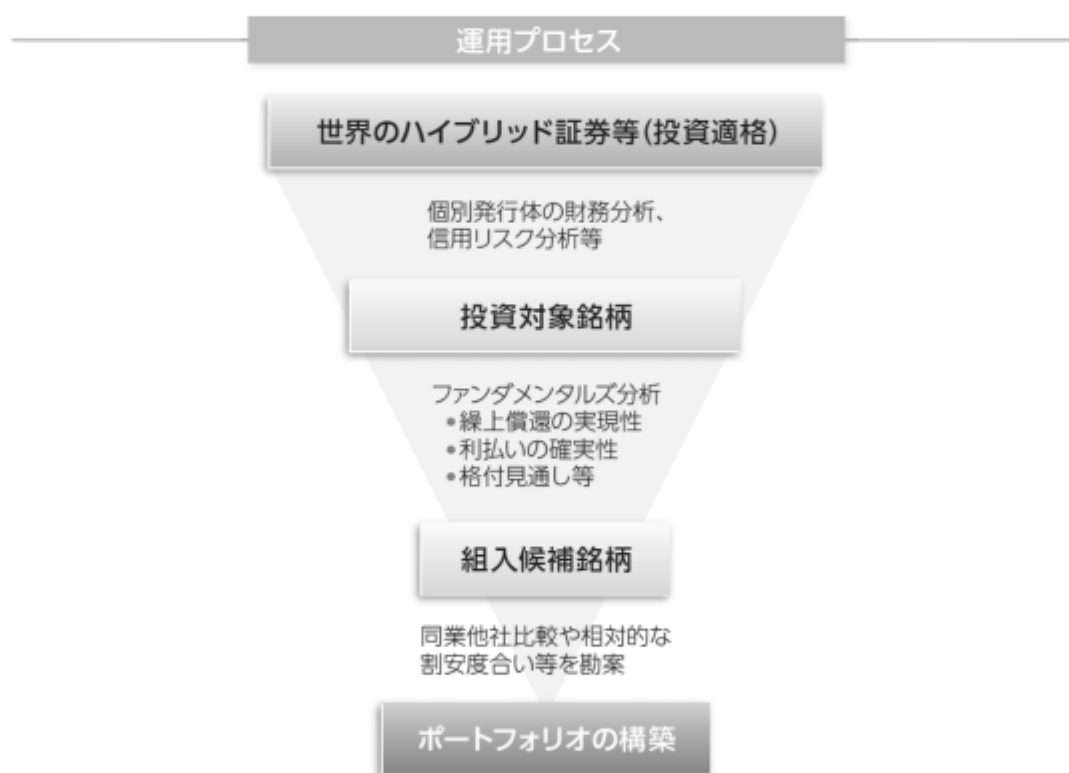 運用プロセス
世界のハイブリッド証券等(投資適格)
個別発行体の財務分析、
信用リスク分析等
投資対象銘柄
ファンダメンタルズ分析
●繰上償還の実現性
●利払いの確実性
●格付見通し等
組入候補銘柄
同業他社比較や相対的な
割安度合い等を勘案
ポートフォリオの構築